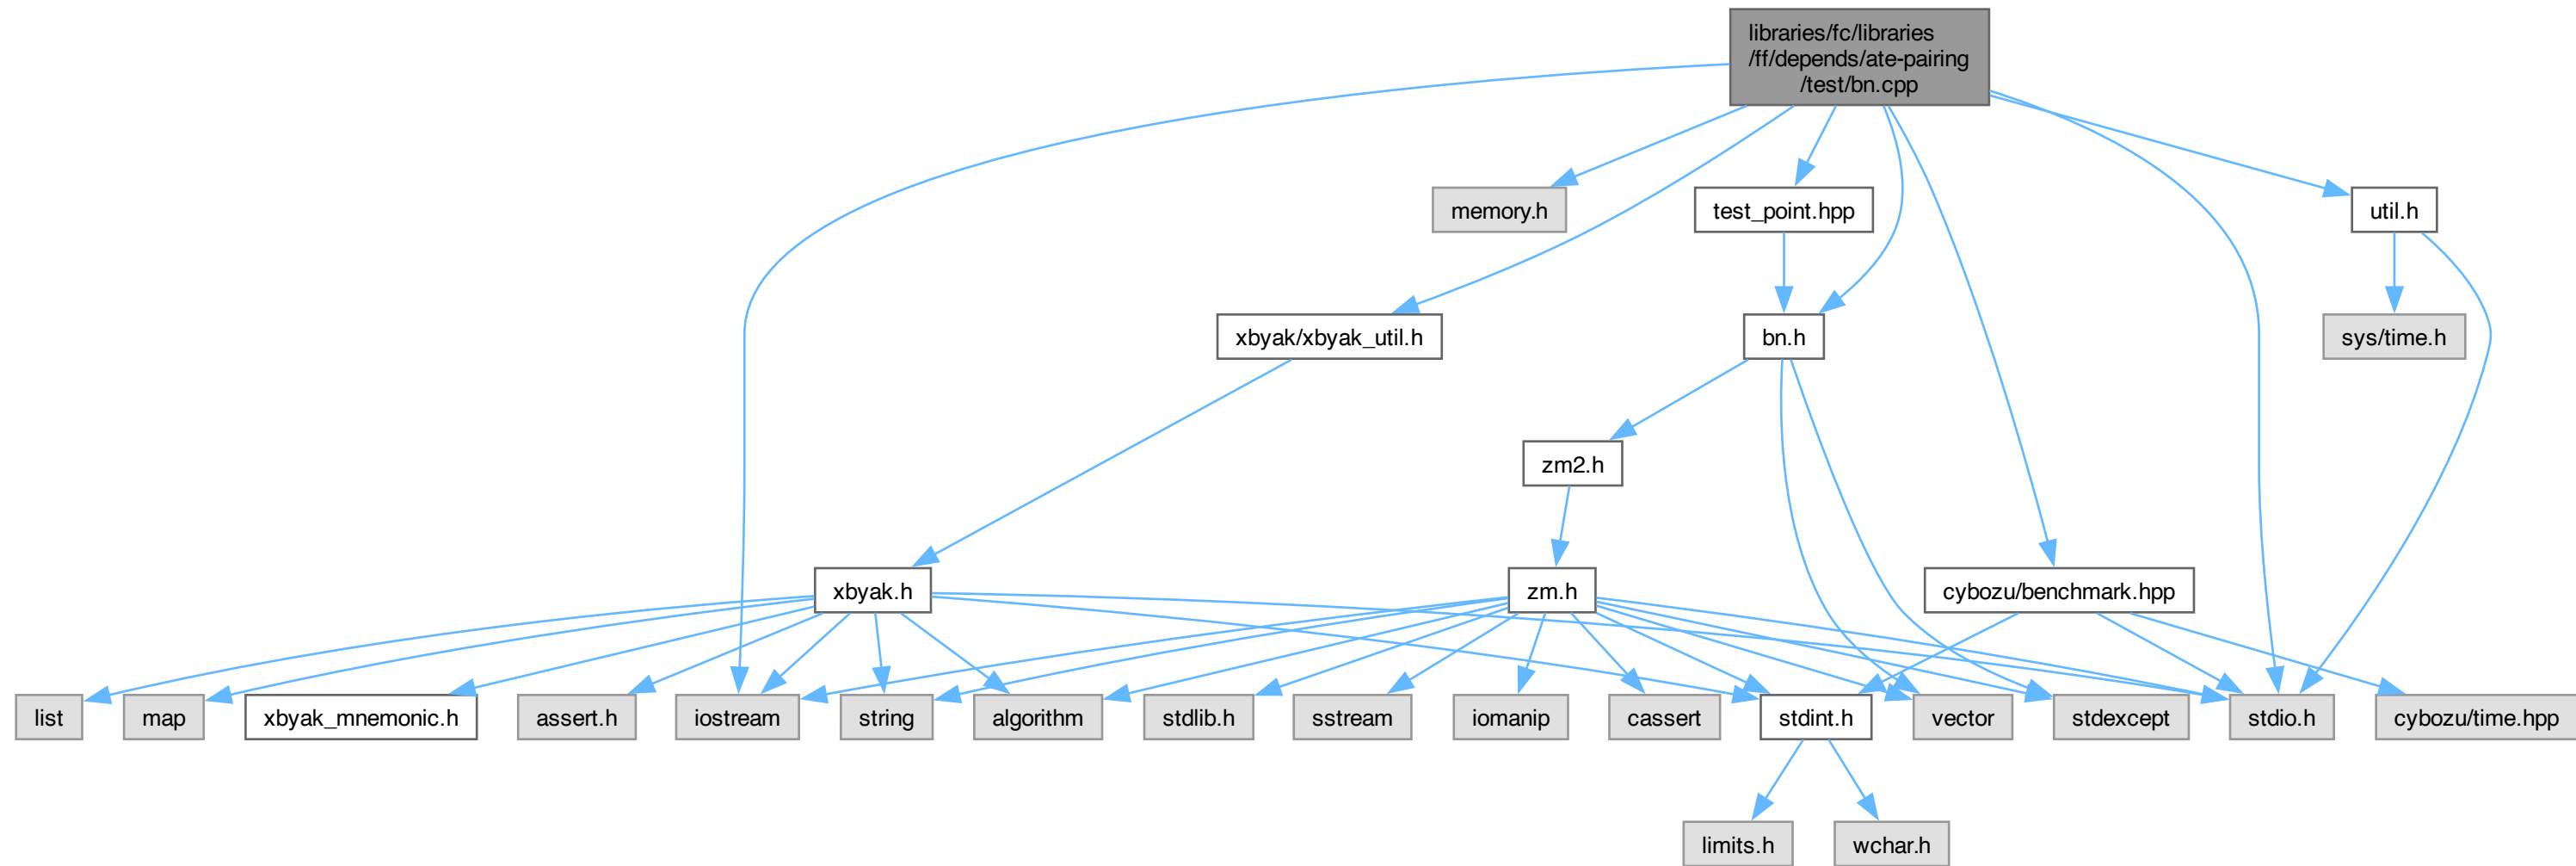 libraries/fc/libraries
/ff/depends/ate-pairing
/test/bn.cpp
memory.h
test_point.hpp
util.h
xbyak/xbyak_util.h
bn.h
sys/time.h
zm2.h
xbyak.h
zm.h
cybozu/benchmark.hpp
list
map
xbyak_mnemonic.h
assert.h
iostream
string
algorithm
stdlib.h
sstream
iomanip
cassert
stdint.h
vector
stdexcept
stdio.h
cybozu/time.hpp
limits.h
wchar.h